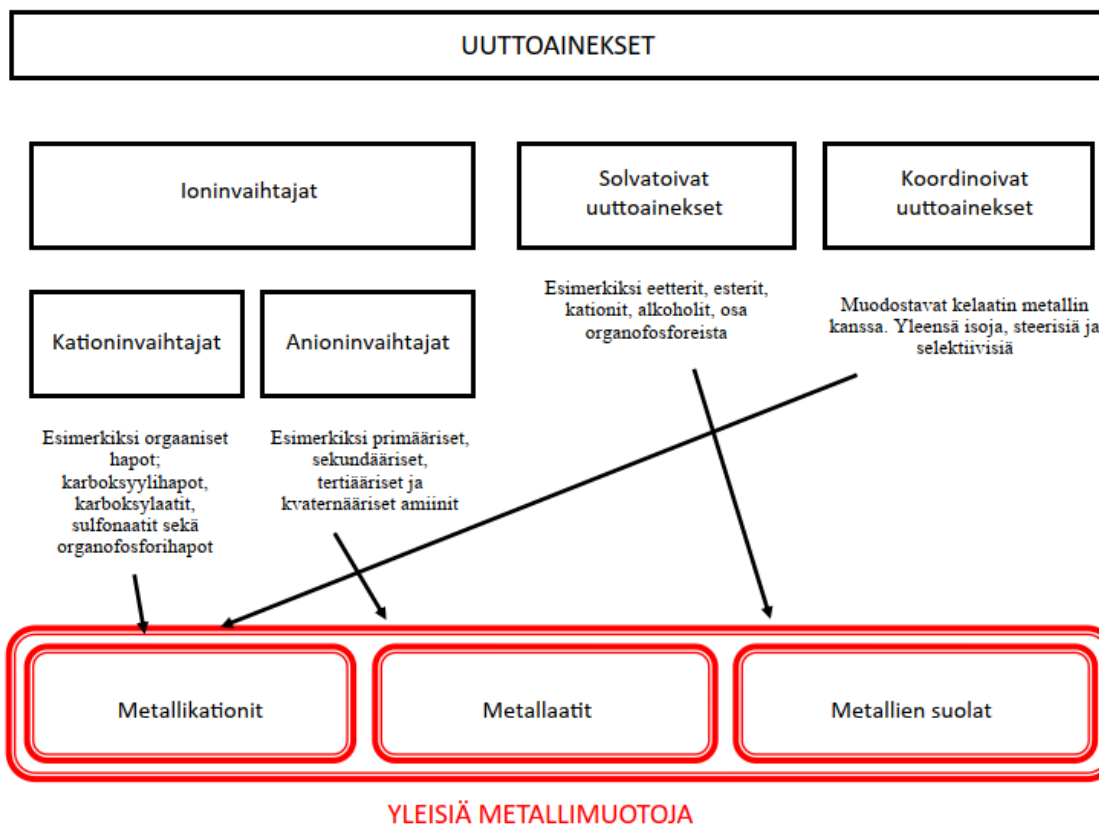 UUTTOAINEKSET
Ioninvaihtajat
Solvatoivat
uuttoainekset
Koordinoivat
uuttoainekset
Esimerkiksi eetterit, esterit,
kationit, alkoholit, osa
organofosforeista
Muodostavat kelaatin metallin
kanssa. Yleensä isoja, steerisiä ja
selektiivisiä
Kationinvaihtajat
Anioninvaihtajat
Esimerkiksi orgaaniset
hapot;
karboksyylihapot,
karboksylaatit,
sulfonaatit sekä
organofosforihapot
Esimerkiksi primääriset,
sekundääriset,
tertiääriset ja
kvaternääriset amiinit
Metallikationit
Metallaatit
Metallien suolat
YLEISIÄ METALLIMUOTOJA